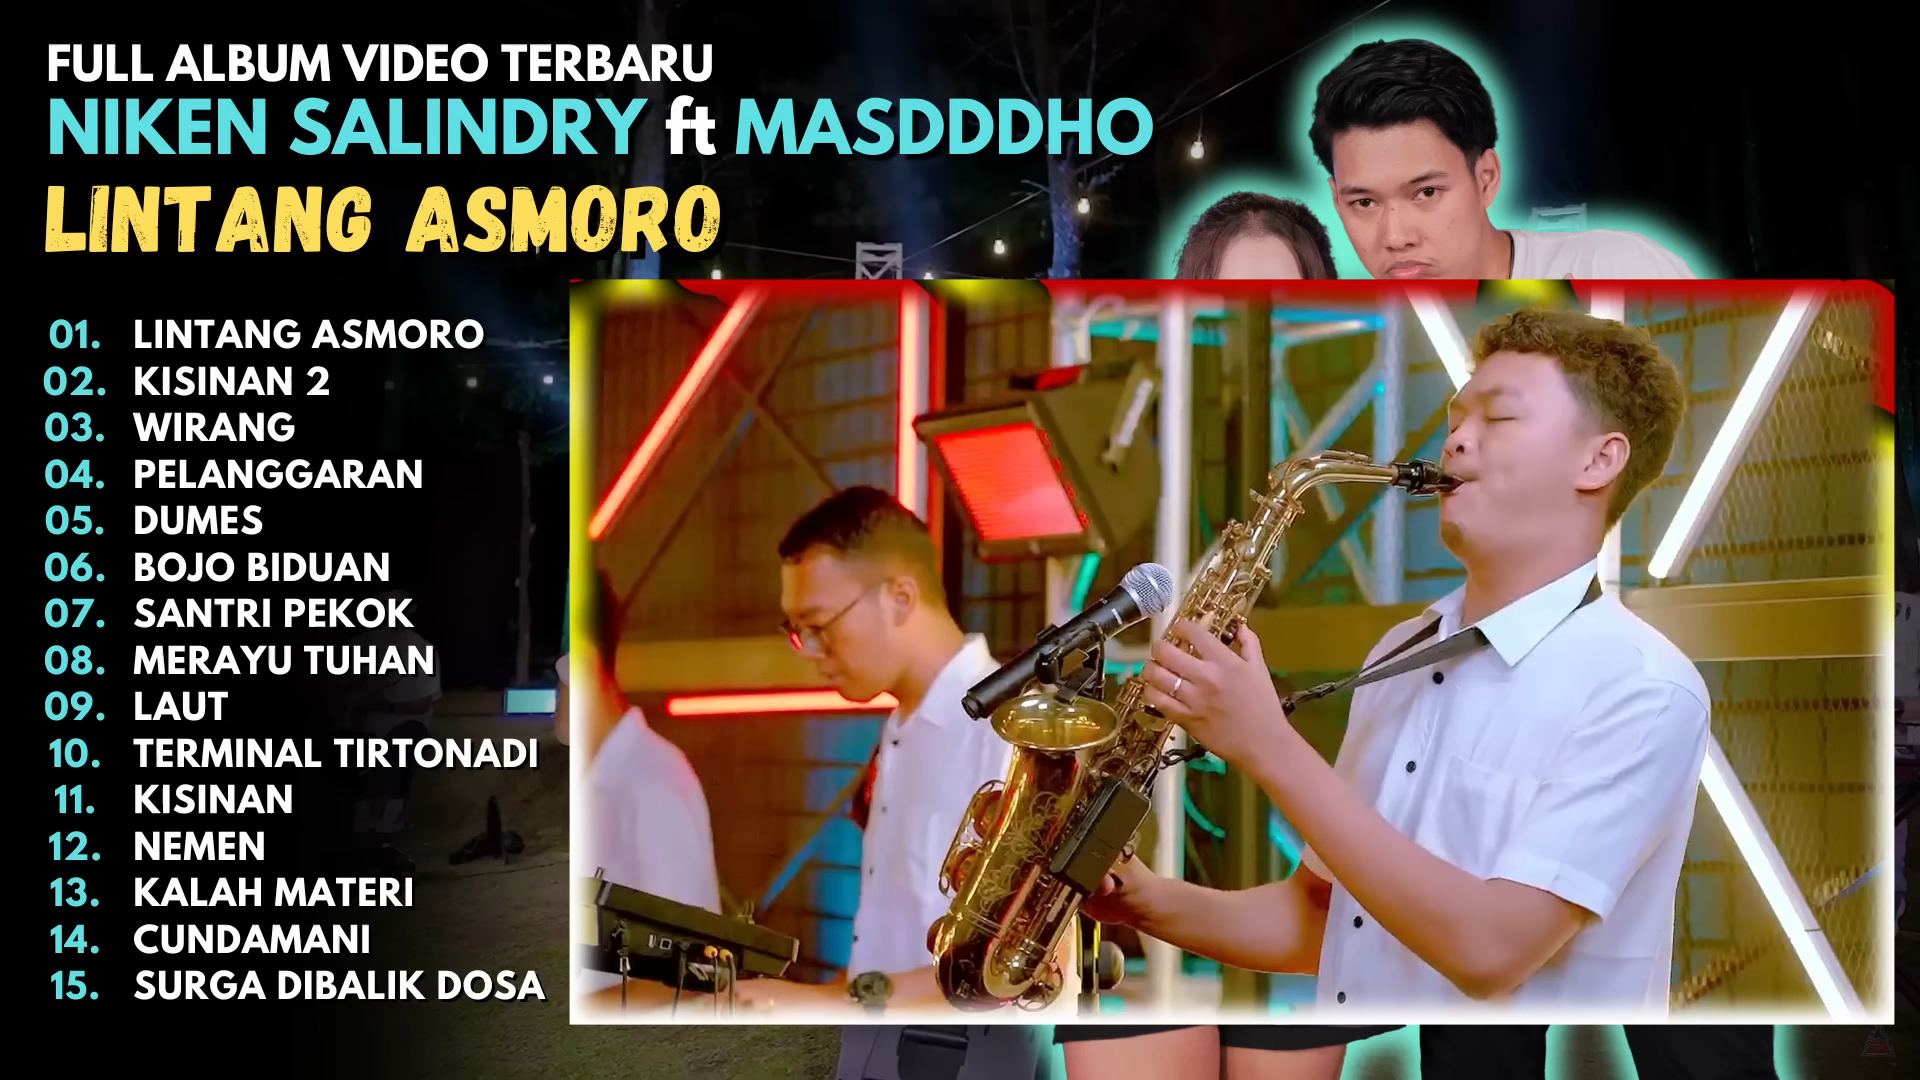 FULL ALBUM VIDEO TERBARU
NIKEN SALINDRY ft MASDDDHO
LINTANG ASMORO
01. LINTANG ASMORO
02. KISINAN 2
03. WIRANG
04. PELANGGARAN
05. DUMES
06. BOJO BIDUAN
07. SANTRI PEKOK
08. MERAYU TUHAN
09. LAUT
10. TERMINAL TIRTONADI
11. KISINAN
12. NEMEN
13. KALAH MATERI
14. CUNDAMANI
15. SURGA DIBALIK DOSA